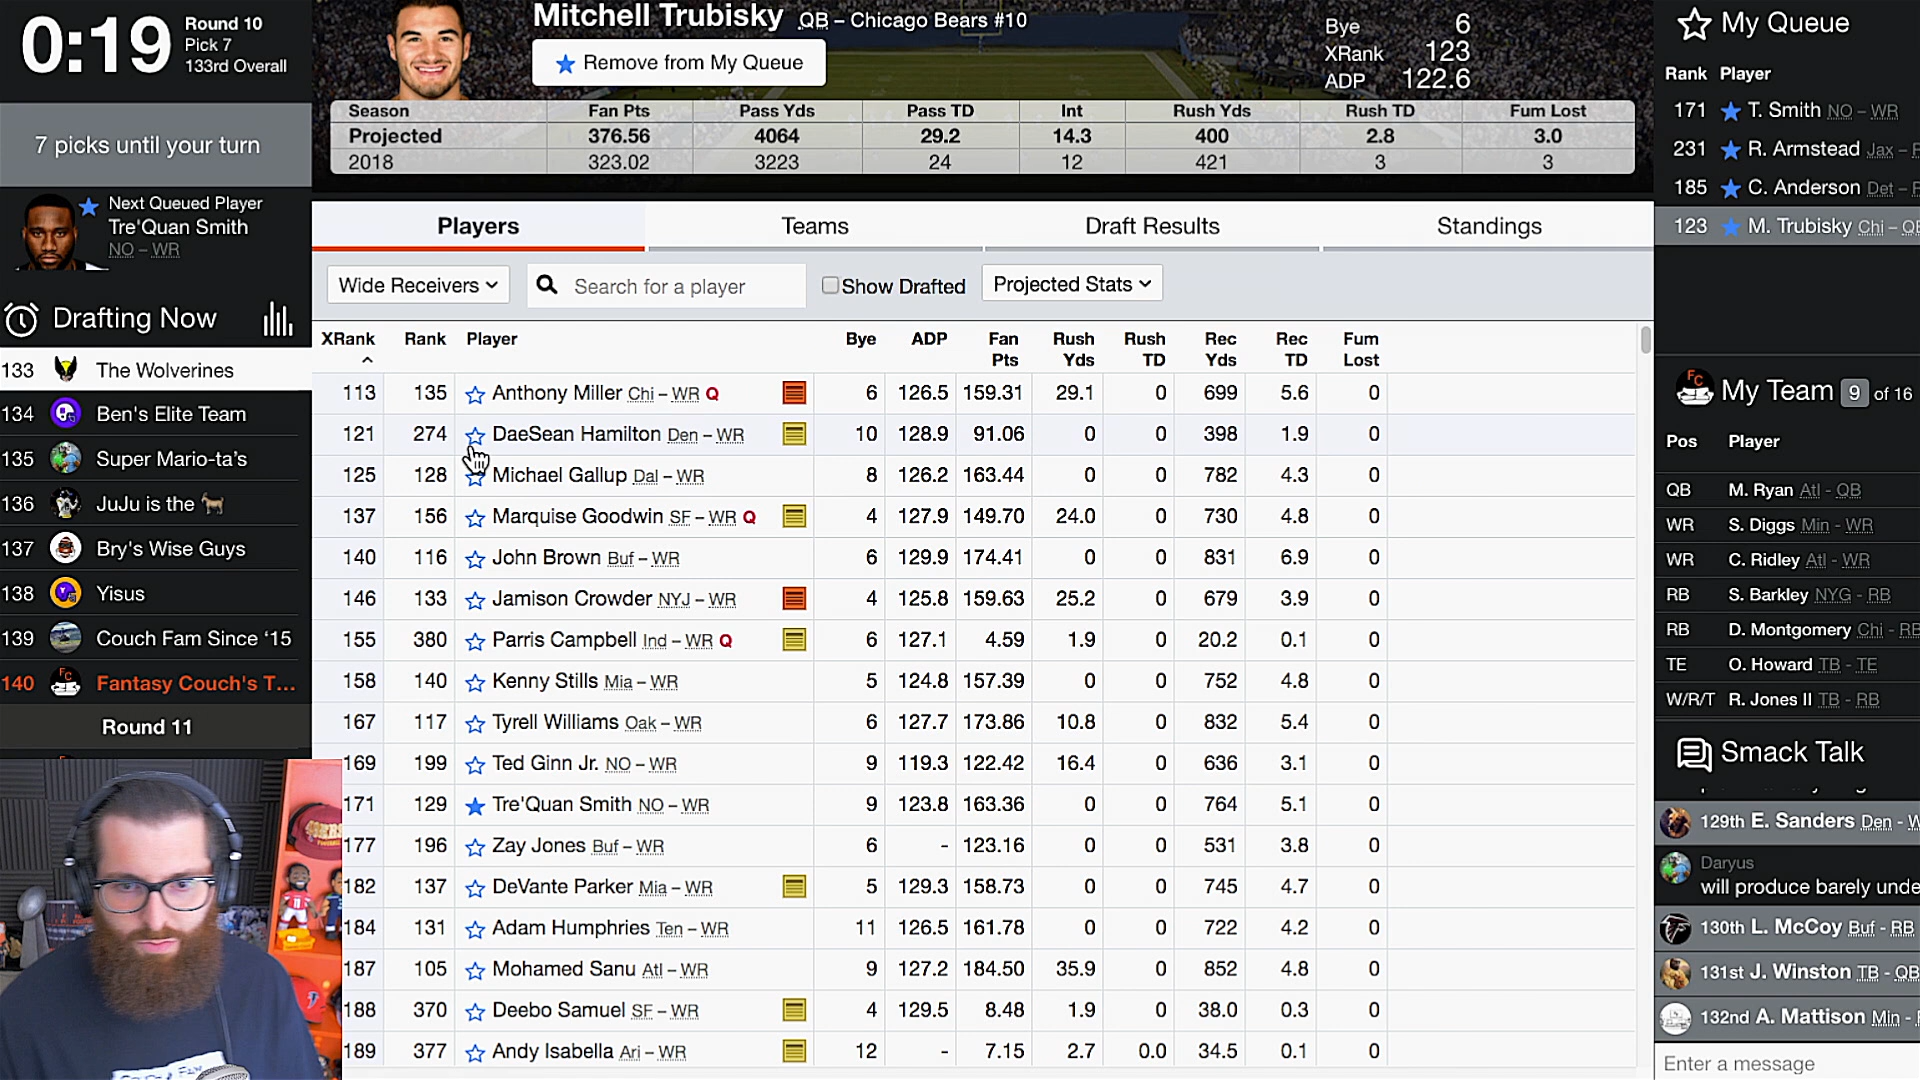 0:19
Round 10
Pick 7
133rd Overall
7 picks until your turn
Next Queued Player
Tre'Quan Smith
NO – WR
Drafting Now
133 The Wolverines
134 Ben's Elite Team
135 Super Mario-ta's
136 JuJu is the 🐐
137 Bry's Wise Guys
138 Yisus
139 Couch Fam Since ‘15
140 Fantasy Couch's T...
Round 11
Mitchell Trubisky QB – Chicago Bears #10
Remove from My Queue
Bye 6
XRank 123
ADP 122.6
Season Fan Pts Pass Yds Pass TD Int Rush Yds Rush TD Fum Lost
Projected 376.56 4064 29.2 14.3 400 2.8 3.0
2018 323.02 3223 24 12 421 3 3
Players Teams Draft Results Standings
Wide Receivers Search for a player Show Drafted Projected Stats
XRank Rank Player Bye ADP Fan Pts Rush Yds Rush TD Rec Yds Rec TD Fum Lost
113 135 Anthony Miller Chi – WR Q 6 126.5 159.31 29.1 0 699 5.6 0
121 274 DaeSean Hamilton Den – WR 10 128.9 91.06 0 0 398 1.9 0
125 128 Michael Gallup Dal – WR 8 126.2 163.44 0 0 782 4.3 0
137 156 Marquise Goodwin SF – WR Q 4 127.9 149.70 24.0 0 730 4.8 0
140 116 John Brown Buf – WR 6 129.9 174.41 0 0 831 6.9 0
146 133 Jamison Crowder NYJ – WR 4 125.8 159.63 25.2 0 679 3.9 0
155 380 Parris Campbell Ind – WR Q 6 127.1 4.59 1.9 0 20.2 0.1 0
158 140 Kenny Stills Mia – WR 5 124.8 157.39 0 0 752 4.8 0
167 117 Tyrell Williams Oak – WR 6 127.7 173.86 10.8 0 832 5.4 0
169 199 Ted Ginn Jr. NO – WR 9 119.3 122.42 16.4 0 636 3.1 0
171 129 Tre'Quan Smith NO – WR 9 123.8 163.36 0 0 764 5.1 0
177 196 Zay Jones Buf – WR 6 - 123.16 0 0 531 3.8 0
182 137 DeVante Parker Mia – WR 5 129.3 158.73 0 0 745 4.7 0
184 131 Adam Humphries Ten – WR 11 126.5 161.78 0 0 722 4.2 0
187 105 Mohamed Sanu Atl – WR 9 127.2 184.50 35.9 0 852 4.8 0
188 370 Deebo Samuel SF – WR 4 129.5 8.48 1.9 0 38.0 0.3 0
189 377 Andy Isabella Ari – WR 12 - 7.15 2.7 0.0 34.5 0.1 0
My Queue
Rank Player
171 T. Smith NO – WR
231 R. Armstead Jax –
185 C. Anderson Det –
123 M. Trubisky Chi – QB
FC
My Team 9 of 16
Pos Player
QB M. Ryan Atl - QB
WR S. Diggs Min - WR
WR C. Ridley Atl - WR
RB S. Barkley NYG - RB
RB D. Montgomery Chi - RB
TE O. Howard TB - TE
W/R/T R. Jones II TB - RB
Smack Talk
129th E. Sanders Den - W
Daryus
will produce barely unde
130th L. McCoy Buf - RB
131st J. Winston TB - QB
132nd A. Mattison Min -
Enter a message